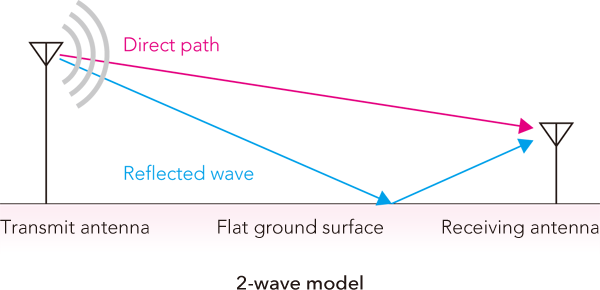 Direct path
Reflected wave
Transmit antenna
Flat ground surface
Receiving antenna
2-wave model